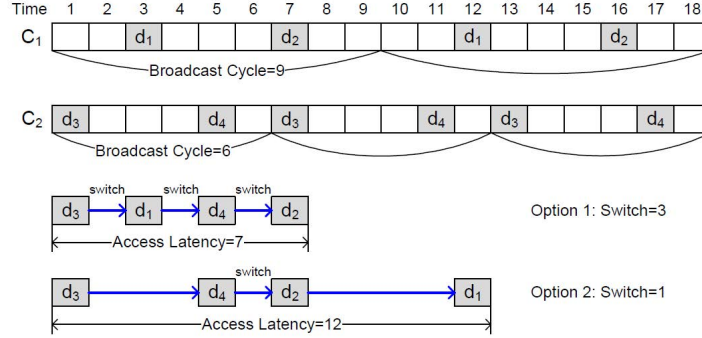 Time 1 2 3 4 5 6 7 8 9 10 11 12 13 14 15 16 17 18
C1 d1 d2 d1 d2
Broadcast Cycle=9
C2 d3 d4 d3 d4 d3 d4
Broadcast Cycle=6
switch switch switch
d3 d1 d4 d2 Option 1: Switch=3
Access Latency=7
switch
d3 d4 d2 d1 Option 2: Switch=1
Access Latency=12